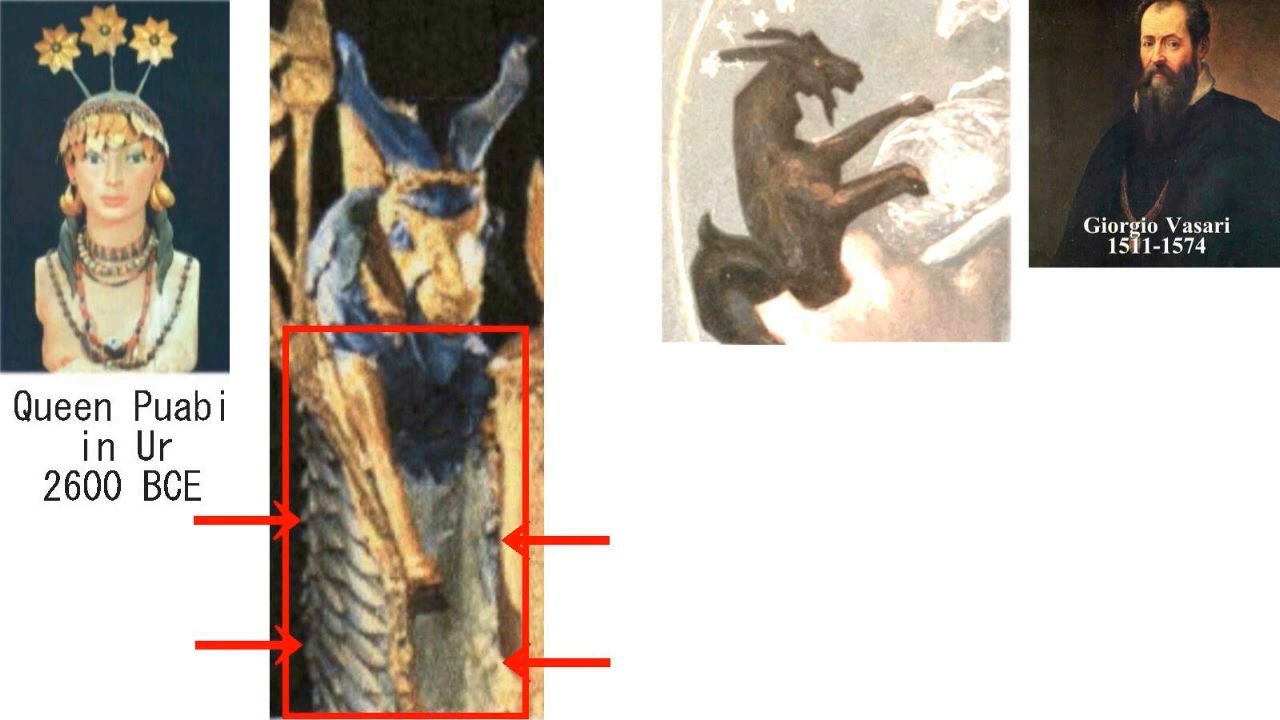 Queen Puabi
in Ur
2600 BCE
Giorgio Vasari
1511-1574